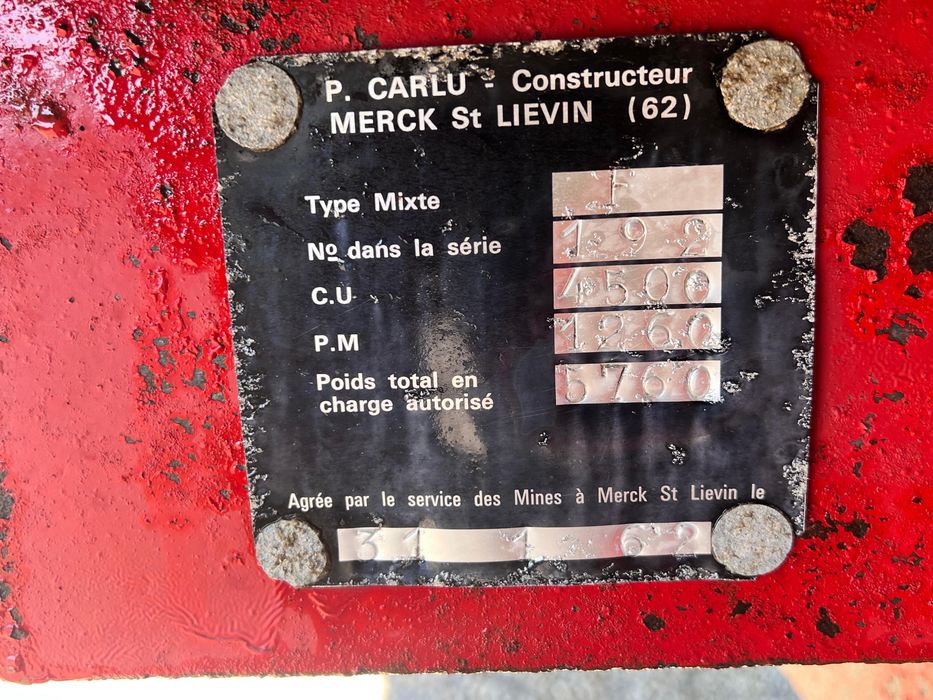 P. CARLU - Constructeur
MERCK St LIEVIN (62)
Type Mixte F
Nº dans la série 192
C.U. 4500
P.M 1260
Poids total en
charge autorisé 5760
Agrée par le service des Mines à Merck St Lievin le
31 1 62